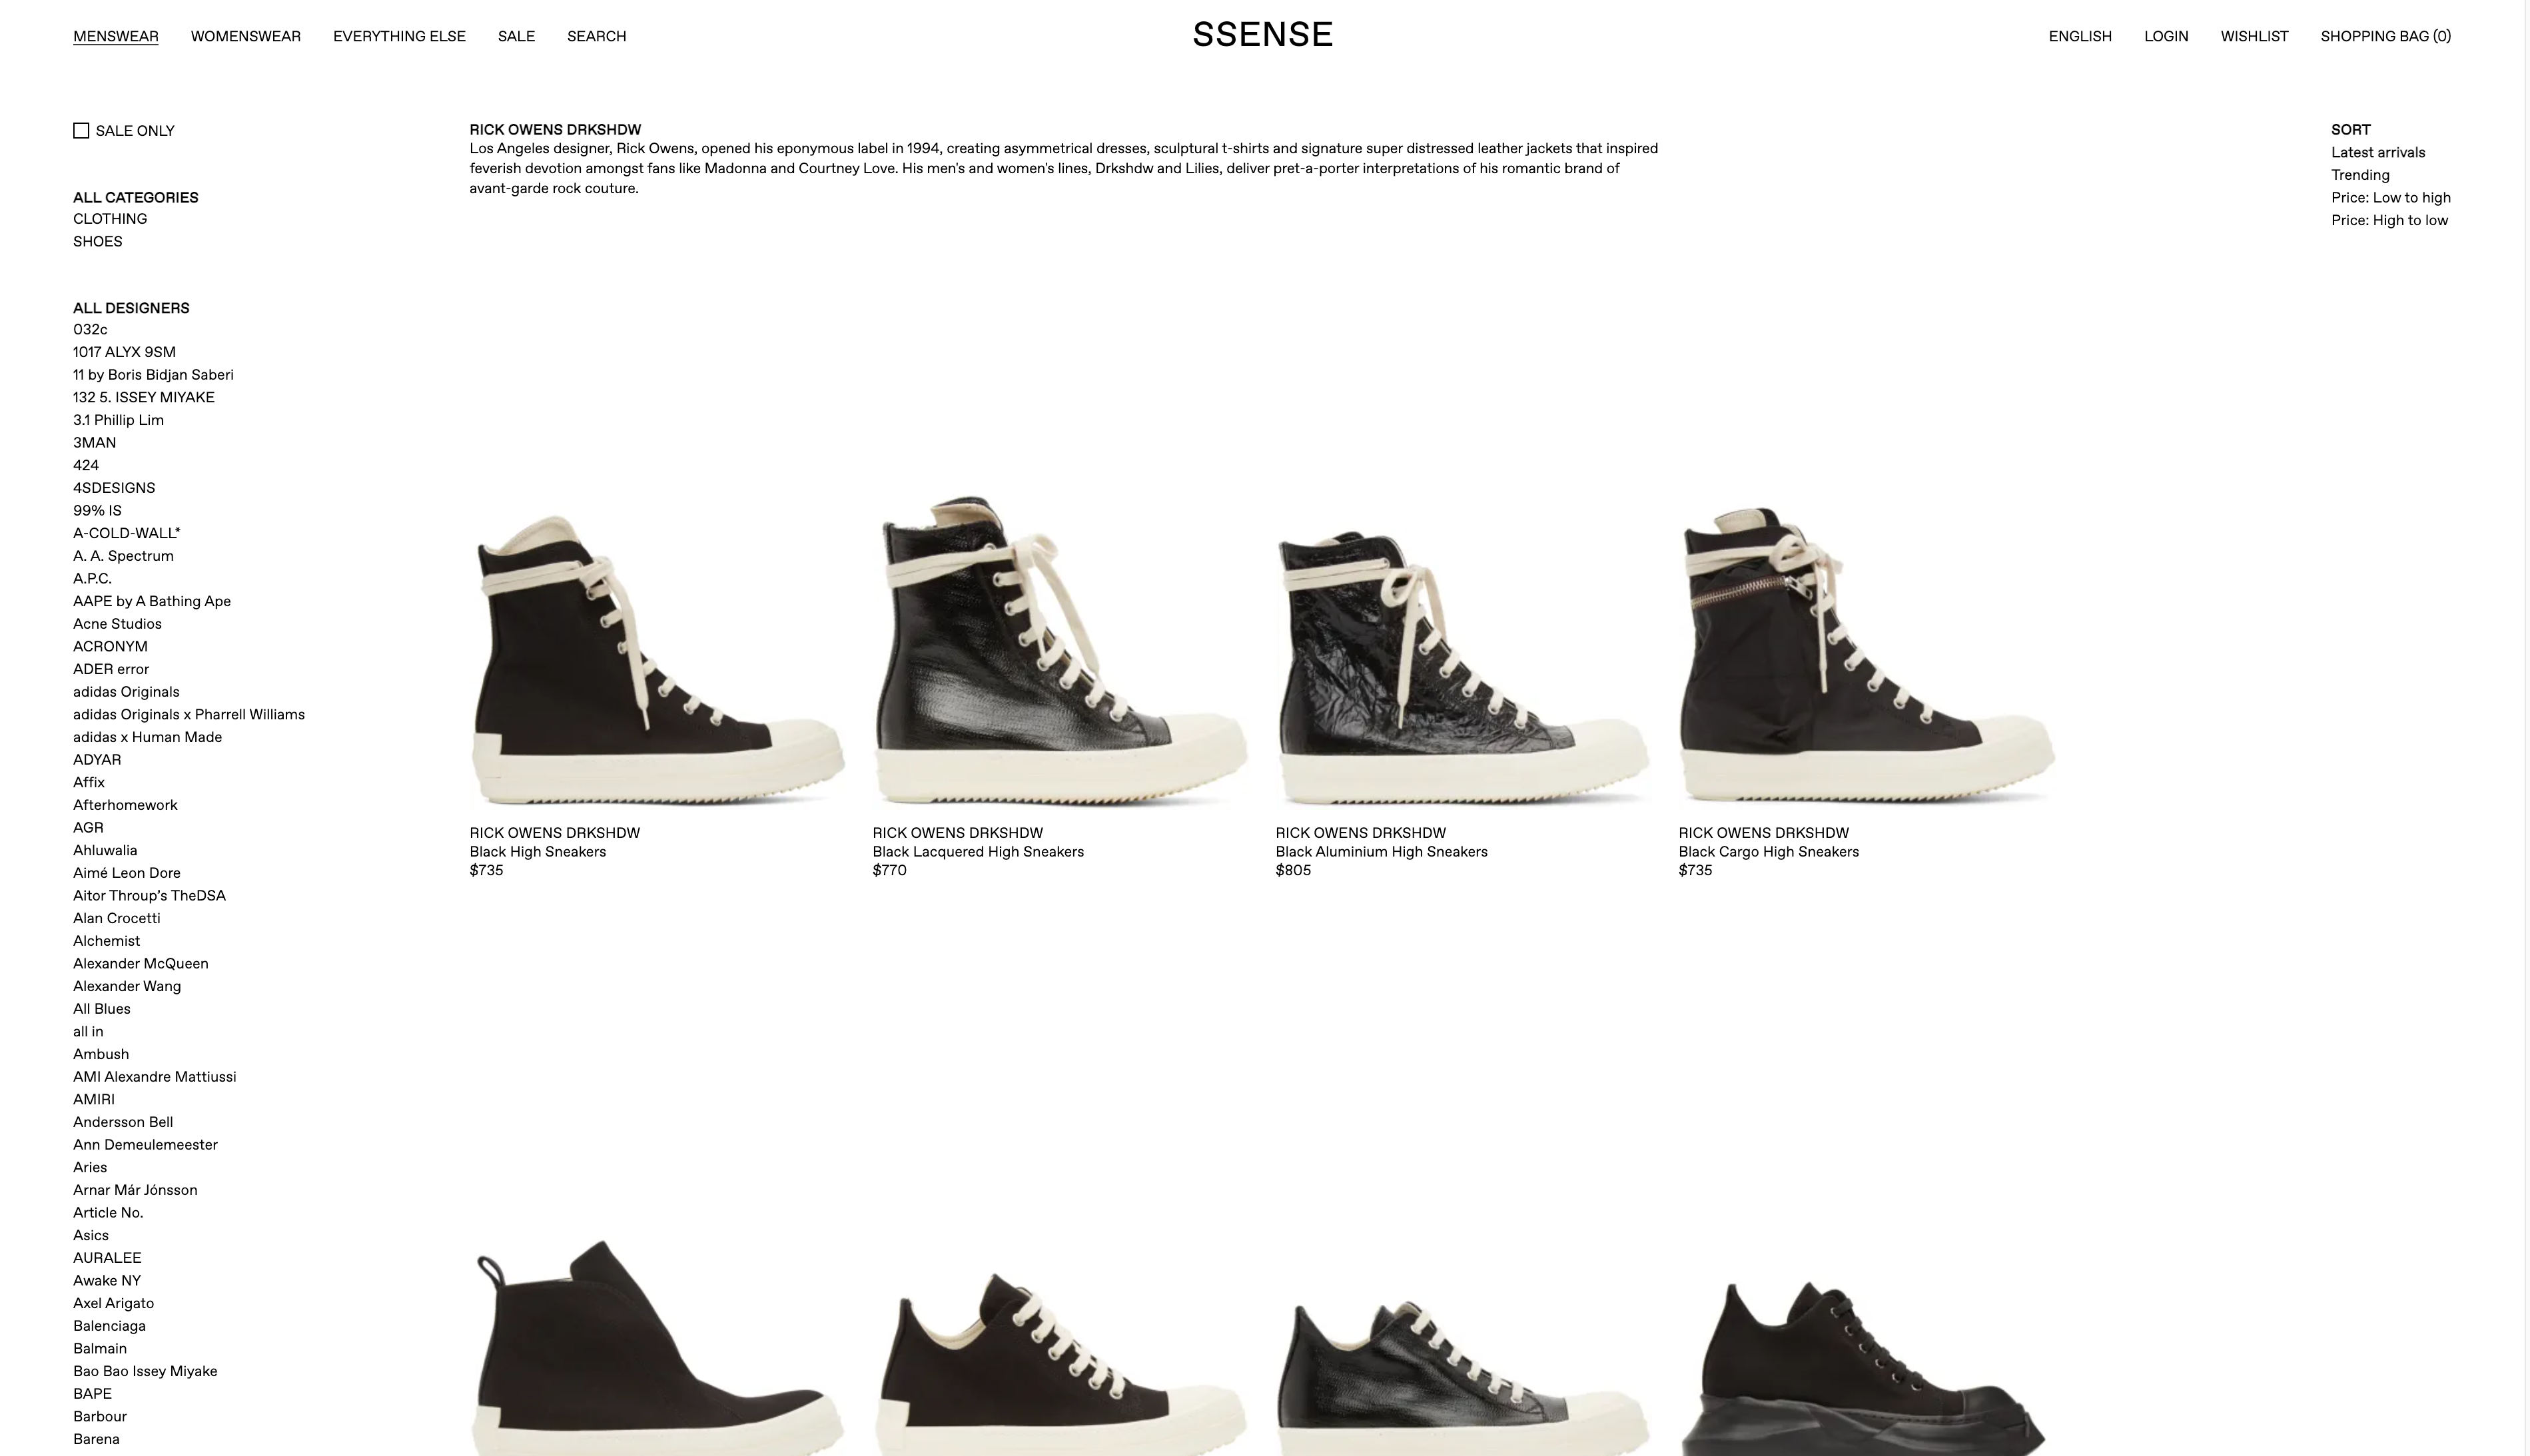 MENSWEAR WOMENSWEAR EVERYTHING ELSE SALE SEARCH
SSENSE
ENGLISH LOGIN WISHLIST SHOPPING BAG (0)
SALE ONLY
ALL CATEGORIES
CLOTHING
SHOES
ALL DESIGNERS
032c
1017 ALYX 9SM
11 by Boris Bidjan Saberi
132 5. ISSEY MIYAKE
3.1 Phillip Lim
3MAN
424
4SDESIGNS
99% IS
A-COLD-WALL*
A. A. Spectrum
A.P.C.
AAPE by A Bathing Ape
Acne Studios
ACRONYM
ADER error
adidas Originals
adidas Originals x Pharrell Williams
adidas x Human Made
ADYAR
Affix
Afterhomework
AGR
Ahluwalia
Aimé Leon Dore
Aitor Throup’s TheDSA
Alan Crocetti
Alchemist
Alexander McQueen
Alexander Wang
All Blues
all in
Ambush
AMI Alexandre Mattiussi
AMIRI
Andersson Bell
Ann Demeulemeester
Aries
Arnar Már Jónsson
Article No.
Asics
AURALEE
Awake NY
Axel Arigato
Balenciaga
Balmain
Bao Bao Issey Miyake
BAPE
Barbour
Barena
RICK OWENS DRKSHDW
Los Angeles designer, Rick Owens, opened his eponymous label in 1994, creating asymmetrical dresses, sculptural t-shirts and signature super distressed leather jackets that inspired
feverish devotion amongst fans like Madonna and Courtney Love. His men's and women's lines, Drkshdw and Lilies, deliver pret-a-porter interpretations of his romantic brand of
avant-garde rock couture.
SORT
Latest arrivals
Trending
Price: Low to high
Price: High to low
RICK OWENS DRKSHDW
Black High Sneakers
$735
RICK OWENS DRKSHDW
Black Lacquered High Sneakers
$770
RICK OWENS DRKSHDW
Black Aluminium High Sneakers
$805
RICK OWENS DRKSHDW
Black Cargo High Sneakers
$735